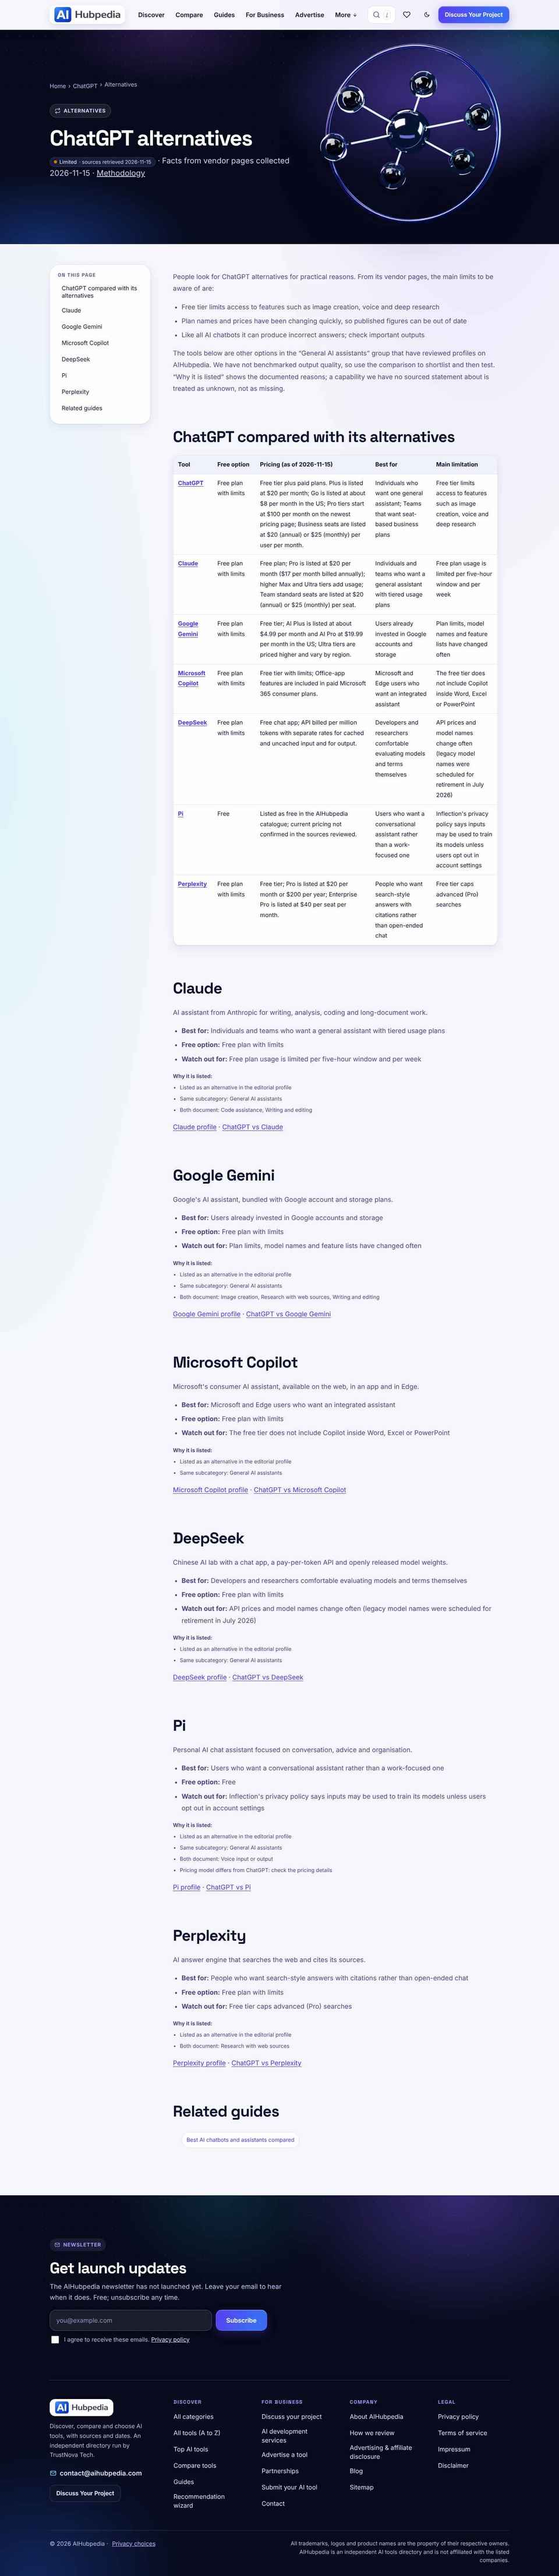 AI Hubpedia
Discover
Compare
Guides
For Business
Advertise
More +
/
Discuss Your Project
Home › ChatGPT › Alternatives
ALTERNATIVES
ChatGPT alternatives
Limited · sources retrieved 2026-11-15 · Facts from vendor pages collected
2026-11-15 · Methodology
ON THIS PAGE
ChatGPT compared with its
alternatives
Claude
Google Gemini
Microsoft Copilot
DeepSeek
Pi
Perplexity
Related guides
People look for ChatGPT alternatives for practical reasons. From its vendor pages, the main limits to be
aware of are:
• Free tier limits access to features such as image creation, voice and deep research
• Plan names and prices have been changing quickly, so published figures can be out of date
• Like all AI chatbots it can produce incorrect answers; check important outputs
The tools below are other options in the "General AI assistants" group that have reviewed profiles on
AIHubpedia. We have not benchmarked output quality, so use the comparison to shortlist and then test.
"Why it is listed" shows the documented reasons; a capability we have no sourced statement about is
treated as unknown, not as missing.
ChatGPT compared with its alternatives
Tool Free option Pricing (as of 2026-11-15) Best for Main limitation
ChatGPT
Free plan
with limits
Free tier plus paid plans. Plus is listed
at $20 per month; Go is listed at about
$8 per month in the US; Pro tiers start
at $100 per month on the newest
pricing page; Business seats are listed
at $20 (annual) or $25 (monthly) per
user per month.
Individuals who
want one general
assistant; Teams
that want seat-
based business
plans
Free tier limits
access to features
such as image
creation, voice and
deep research
Claude
Free plan
with limits
Free plan; Pro is listed at $20 per
month ($17 per month billed annually);
higher Max and Ultra tiers add usage;
Team standard seats are listed at $20
(annual) or $25 (monthly) per seat.
Individuals and
teams who want a
general assistant
with tiered usage
plans
Free plan usage is
limited per five-hour
window and per
week
Google
Gemini
Free plan
with limits
Free tier; AI Plus is listed at about
$4.99 per month and AI Pro at $19.99
per month in the US; Ultra tiers are
priced higher and vary by region.
Users already
invested in Google
accounts and
storage
Plan limits, model
names and feature
lists have changed
often
Microsoft
Copilot
Free plan
with limits
Free tier with limits; Office-app
features are included in paid Microsoft
365 consumer plans.
Microsoft and
Edge users who
want an integrated
assistant
The free tier does
not include Copilot
inside Word, Excel
or PowerPoint
DeepSeek
Free plan
with limits
Free chat app; API billed per million
tokens with separate rates for cached
and uncached input and for output.
Developers and
researchers
comfortable
evaluating models
and terms
themselves
API prices and
model names
change often
(legacy model
names were
scheduled for
retirement in July
2026)
Pi
Free
Listed as free in the AIHubpedia
catalogue; current pricing not
confirmed in the sources reviewed.
Users who want a
conversational
assistant rather
than a work-
focused one
Inflection's privacy
policy says inputs
may be used to train
its models unless
users opt out in
account settings
Perplexity
Free plan
with limits
Free tier; Pro is listed at $20 per
month or $200 per year; Enterprise
Pro is listed at $40 per seat per
month.
People who want
search-style
answers with
citations rather
than open-ended
chat
Free tier caps
advanced (Pro)
searches
Claude
AI assistant from Anthropic for writing, analysis, coding and long-document work.
• Best for: Individuals and teams who want a general assistant with tiered usage plans
• Free option: Free plan with limits
• Watch out for: Free plan usage is limited per five-hour window and per week
Why it is listed:
• Listed as an alternative in the editorial profile
• Same subcategory: General AI assistants
• Both document: Code assistance, Writing and editing
Claude profile · ChatGPT vs Claude
Google Gemini
Google's AI assistant, bundled with Google account and storage plans.
• Best for: Users already invested in Google accounts and storage
• Free option: Free plan with limits
• Watch out for: Plan limits, model names and feature lists have changed often
Why it is listed:
• Listed as an alternative in the editorial profile
• Same subcategory: General AI assistants
• Both document: Image creation, Research with web sources, Writing and editing
Google Gemini profile · ChatGPT vs Google Gemini
Microsoft Copilot
Microsoft's consumer AI assistant, available on the web, in an app and in Edge.
• Best for: Microsoft and Edge users who want an integrated assistant
• Free option: Free plan with limits
• Watch out for: The free tier does not include Copilot inside Word, Excel or PowerPoint
Why it is listed:
• Listed as an alternative in the editorial profile
• Same subcategory: General AI assistants
Microsoft Copilot profile · ChatGPT vs Microsoft Copilot
DeepSeek
Chinese AI lab with a chat app, a pay-per-token API and openly released model weights.
• Best for: Developers and researchers comfortable evaluating models and terms themselves
• Free option: Free plan with limits
• Watch out for: API prices and model names change often (legacy model names were scheduled for
retirement in July 2026)
Why it is listed:
• Listed as an alternative in the editorial profile
• Same subcategory: General AI assistants
DeepSeek profile · ChatGPT vs DeepSeek
Pi
Personal AI chat assistant focused on conversation, advice and organisation.
• Best for: Users who want a conversational assistant rather than a work-focused one
• Free option: Free
• Watch out for: Inflection's privacy policy says inputs may be used to train its models unless users
opt out in account settings
Why it is listed:
• Listed as an alternative in the editorial profile
• Same subcategory: General AI assistants
• Both document: Voice input or output
• Pricing model differs from ChatGPT: check the pricing details
Pi profile · ChatGPT vs Pi
Perplexity
AI answer engine that searches the web and cites its sources.
• Best for: People who want search-style answers with citations rather than open-ended chat
• Free option: Free plan with limits
• Watch out for: Free tier caps advanced (Pro) searches
Why it is listed:
• Listed as an alternative in the editorial profile
• Both document: Research with web sources
Perplexity profile · ChatGPT vs Perplexity
Related guides
Best AI chatbots and assistants compared
NEWSLETTER
Get launch updates
The AIHubpedia newsletter has not launched yet. Leave your email to hear
when it does. Free; unsubscribe any time.
you@example.com
Subscribe
I agree to receive these emails. Privacy policy
AI Hubpedia
Discover, compare and choose AI
tools, with sources and dates. An
independent directory run by
TrustNova Tech.
contact@aihubpedia.com
Discuss Your Project
DISCOVER
All categories
All tools (A to Z)
Top AI tools
Compare tools
Guides
Recommendation
wizard
FOR BUSINESS
Discuss your project
AI development
services
Advertise a tool
Partnerships
Submit your AI tool
Contact
COMPANY
About AIHubpedia
How we review
Advertising & affiliate
disclosure
Blog
Sitemap
LEGAL
Privacy policy
Terms of service
Impressum
Disclaimer
© 2026 AIHubpedia · Privacy choices
All trademarks, logos and product names are the property of their respective owners.
AIHubpedia is an independent AI tools directory and is not affiliated with the listed
companies.